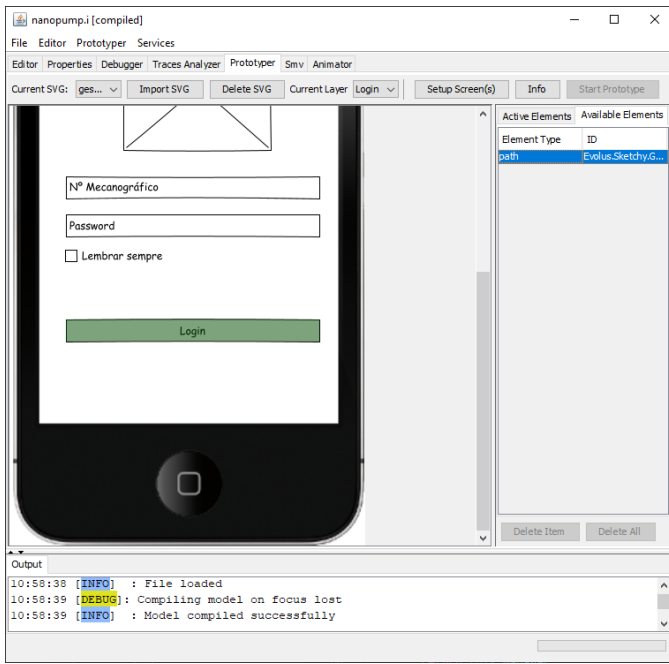 nanopump.i [compiled]
File Editor Prototyper Services
Editor Properties Debugger Traces Analyzer Prototyper Smv Animator
Current SVG: ges... Import SVG Delete SVG Current Layer Login Setup Screen(s) Info Start Prototype
Active Elements Available Elements
Element Type ID
path Evolus.Sketchy.G...
Nº Mecanográfico
Password
Lembrar sempre
Login
Delete Item Delete All
Output
10:58:38 [INFO] : File loaded
10:58:39 [DEBUG]: Compiling model on focus lost
10:58:39 [INFO] : Model compiled successfully